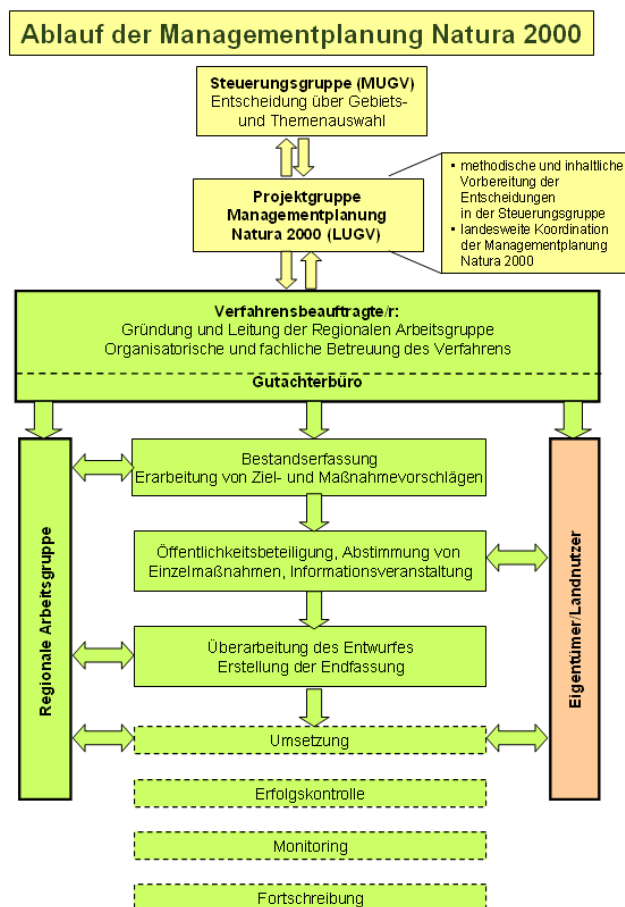 Ablauf der Managementplanung Natura 2000
Steuerungsgruppe (MUGV)
Entscheidung über Gebiets-
und Themenauswahl
Projektgruppe
Managementplanung
Natura 2000 (LUGV)
▪ methodische und inhaltliche
Vorbereitung der
Entscheidungen
in der Steuerungsgruppe
▪ landesweite Koordination
der Managementplanung
Natura 2000
Verfahrensbeauftragte/r:
Gründung und Leitung der Regionalen Arbeitsgruppe
Organisatorische und fachliche Betreuung des Verfahrens
Gutachterbüro
Regionale Arbeitsgruppe
Bestandserfassung
Erarbeitung von Ziel- und Maßnahmevorschlägen
Öffentlichkeitsbeteiligung, Abstimmung von
Einzelmaßnahmen, Informationsveranstaltung
Überarbeitung des Entwurfes
Erstellung der Endfassung
Umsetzung
Erfolgskontrolle
Monitoring
Fortschreibung
Eigentümer/Landnutzer